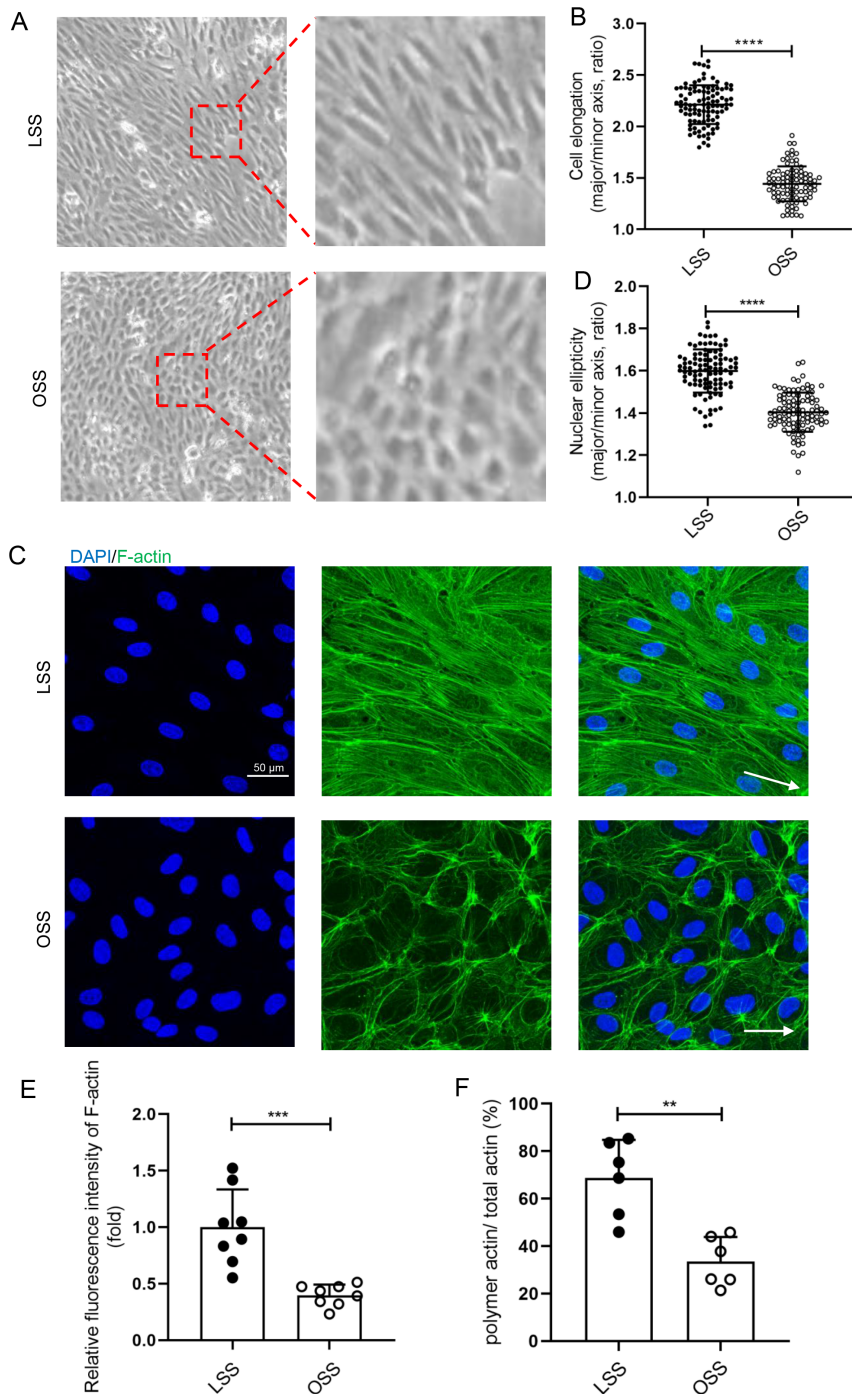 A
LSS
OSS
B
Cell elongation
(major/minor axis, ratio)
3.0
2.5
2.0
1.5
1.0
****
LSS
OSS
D
Nuclear ellipticity
(major/minor axis, ratio)
2.0
1.8
1.6
1.4
1.2
1.0
****
LSS
OSS
C
DAPI/F-actin
LSS
50 μm
OSS
E
Relative fluorescence intensity of F-actin
(fold)
2.0
1.5
1.0
0.5
0.0
***
LSS
OSS
F
polymer actin/ total actin (%)
100
80
60
40
20
0
**
LSS
OSS